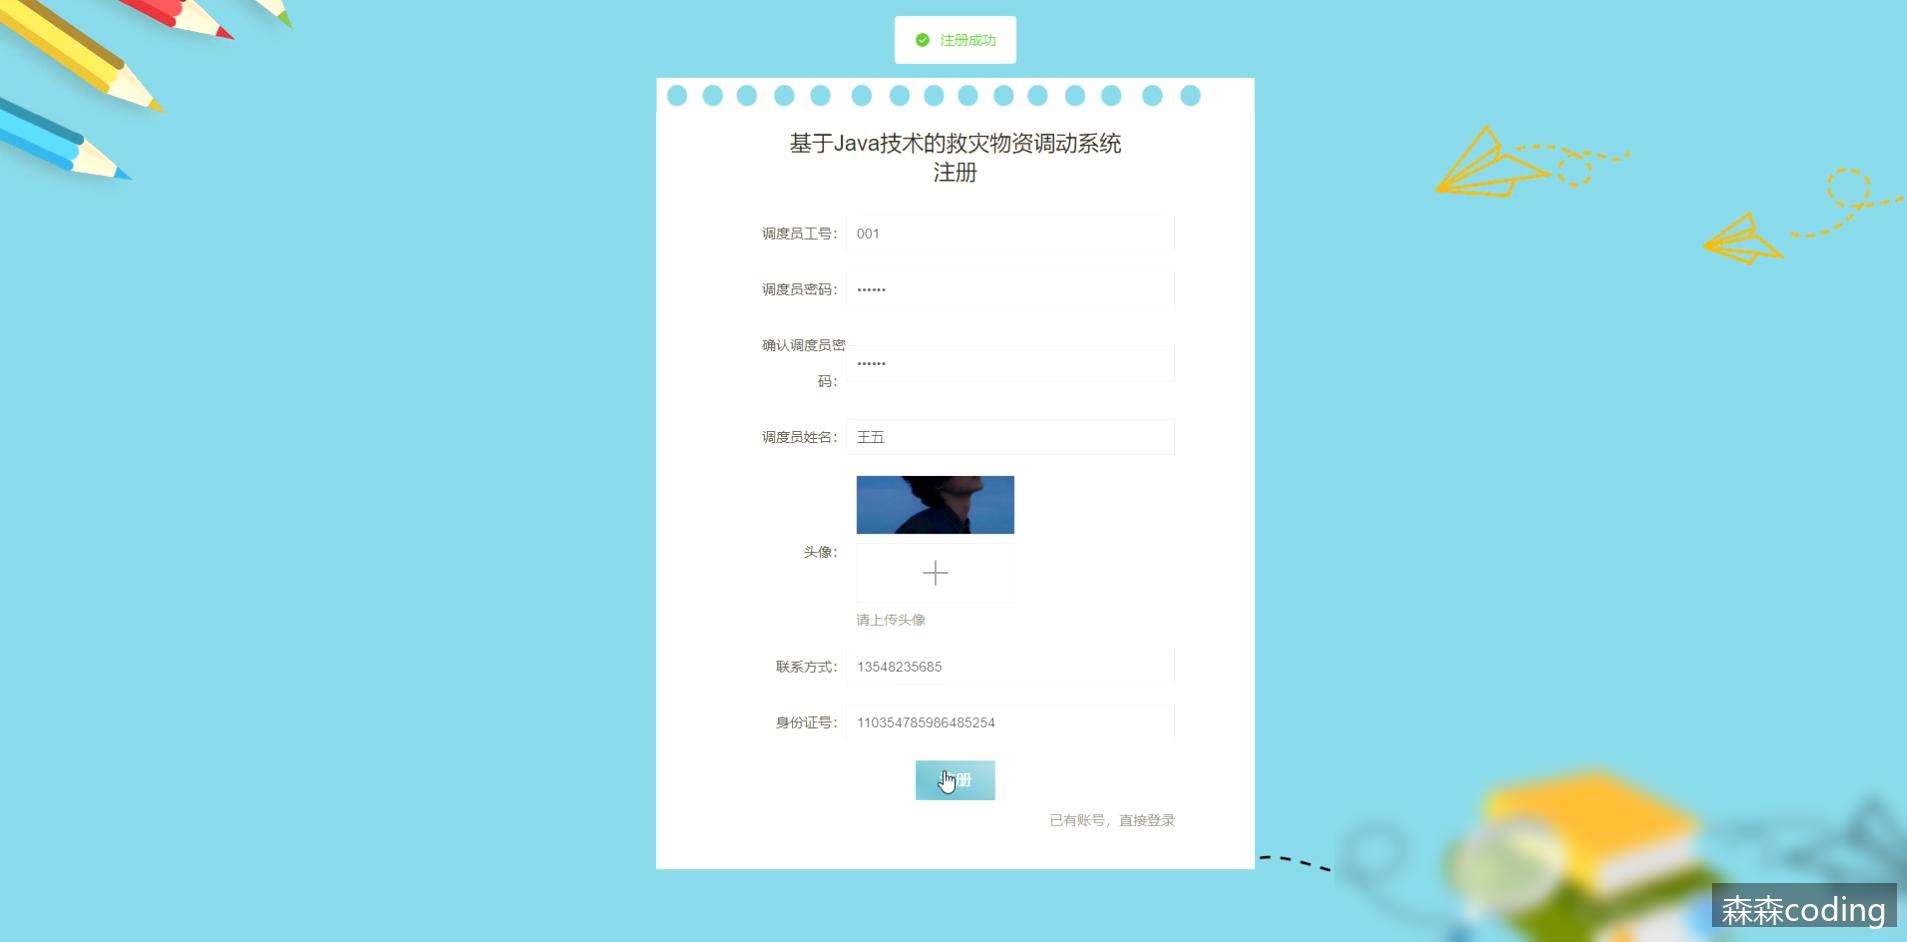 注册成功
基于Java技术的救灾物资调动系统
注册
调度员工号：
001
调度员密码：
••••••
确认调度员密
码：
••••••
调度员姓名：
王五
头像：
请上传头像
联系方式：
13548235685
身份证号：
110354785986485254
册
已有账号，直接登录
森森coding